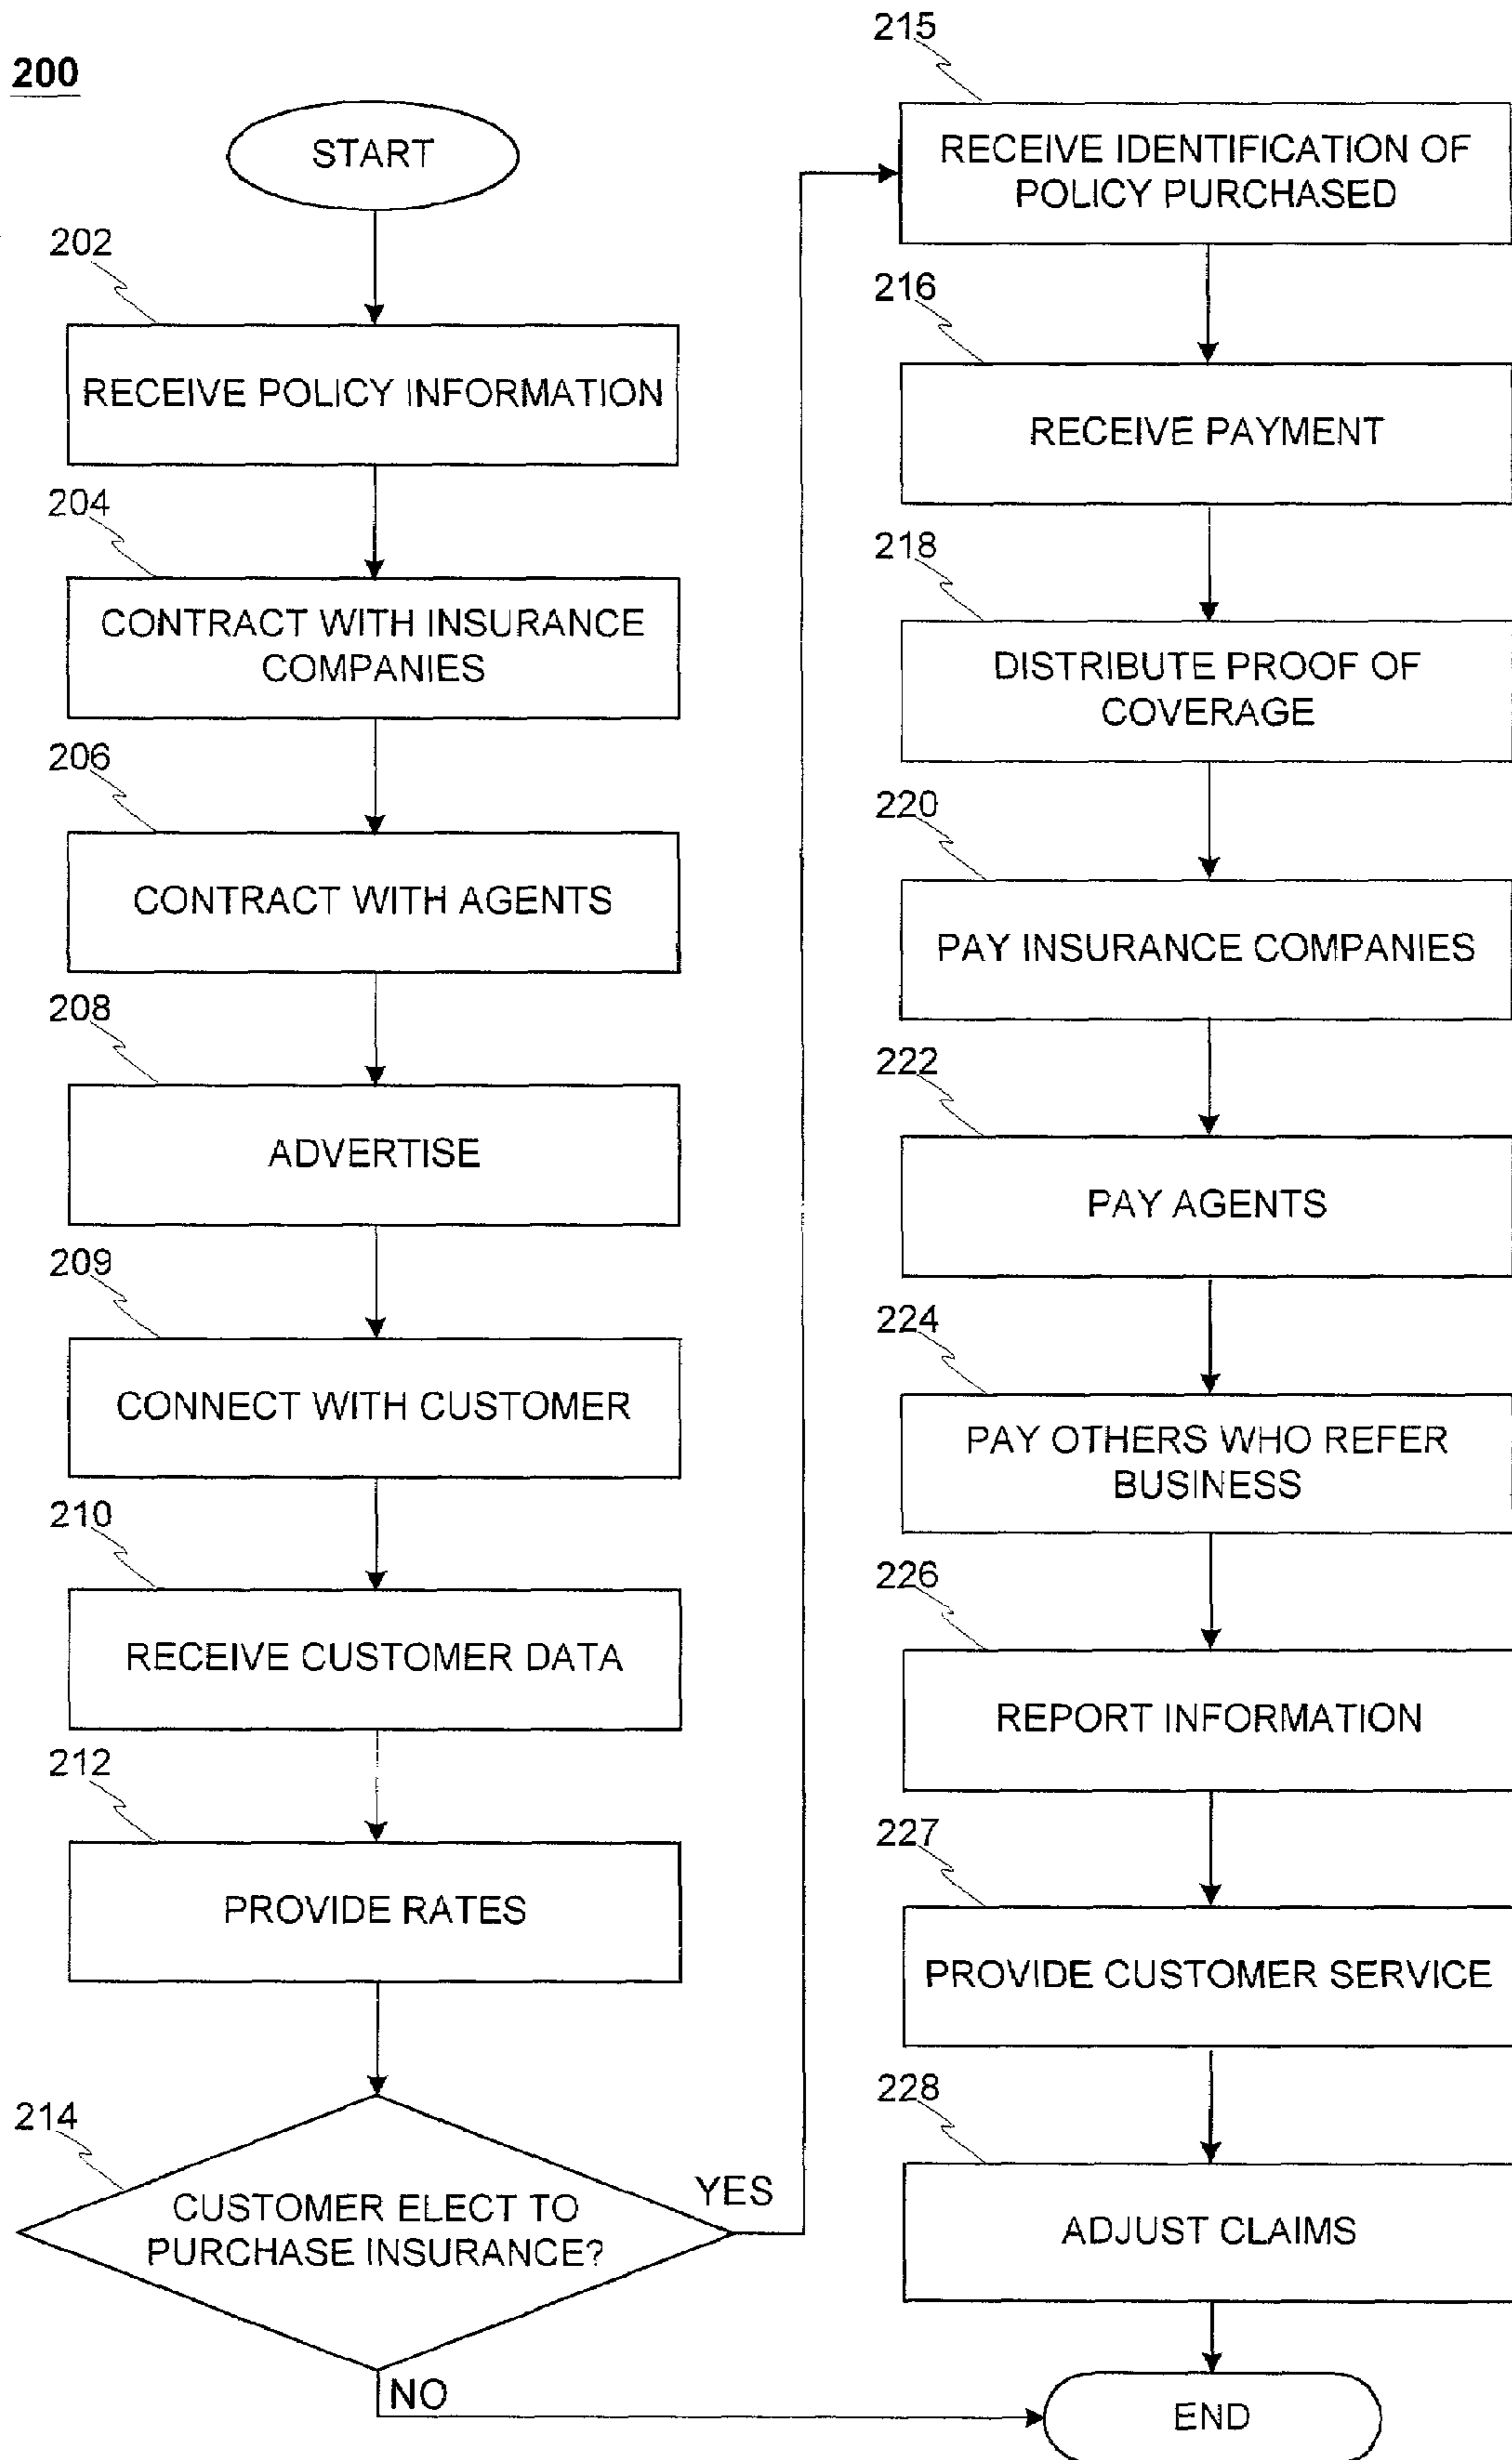 200
START
202
RECEIVE POLICY INFORMATION
204
CONTRACT WITH INSURANCE
COMPANIES
206
CONTRACT WITH AGENTS
208
ADVERTISE
209
CONNECT WITH CUSTOMER
210
RECEIVE CUSTOMER DATA
212
PROVIDE RATES
214
CUSTOMER ELECT TO
PURCHASE INSURANCE?
YES
NO
215
RECEIVE IDENTIFICATION OF
POLICY PURCHASED
216
RECEIVE PAYMENT
218
DISTRIBUTE PROOF OF
COVERAGE
220
PAY INSURANCE COMPANIES
222
PAY AGENTS
224
PAY OTHERS WHO REFER
BUSINESS
226
REPORT INFORMATION
227
PROVIDE CUSTOMER SERVICE
228
ADJUST CLAIMS
END